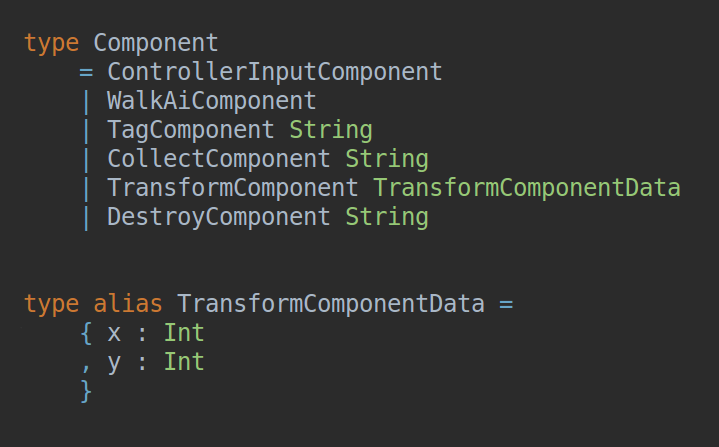 type Component
    = ControllerInputComponent
    | WalkAiComponent
    | TagComponent String
    | CollectComponent String
    | TransformComponent TransformComponentData
    | DestroyComponent String
type alias TransformComponentData =
    { x : Int
    , y : Int
    }